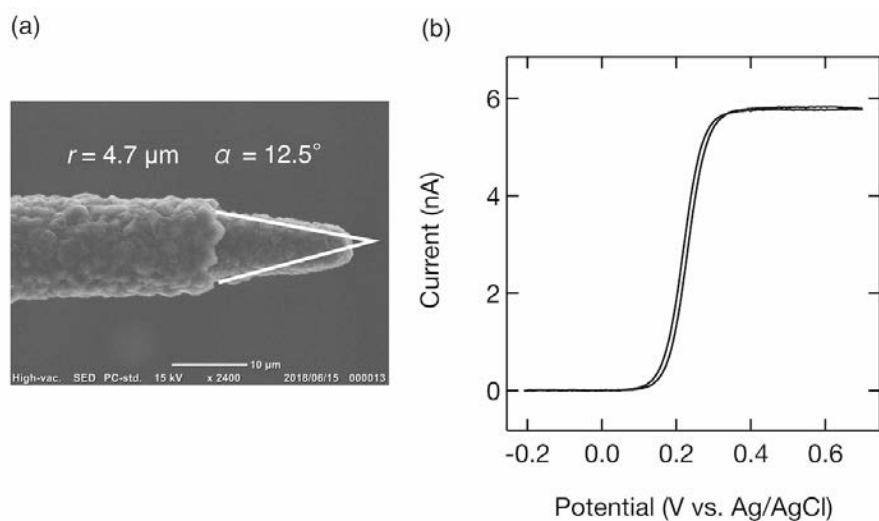 (a)
r = 4.7 µm α = 12.5°
10 µm
High-vac. SED PC-std. 15 kV x 2400 2018/06/15 000013
(b)
6
4
2
0
Current (nA)
-0.2 0.0 0.2 0.4 0.6
Potential (V vs. Ag/AgCl)